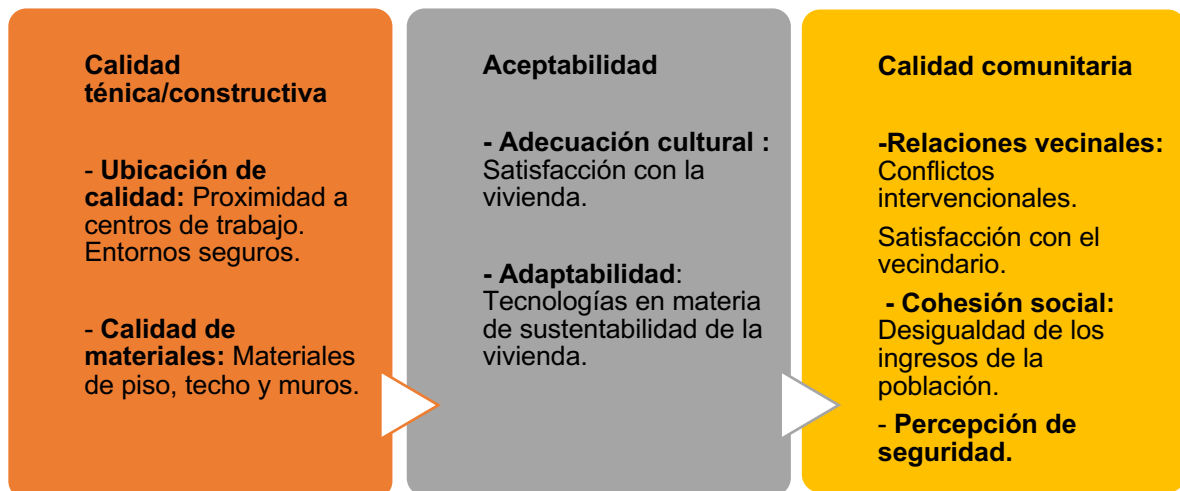 Calidad
ténica/constructiva
- Ubicación de
calidad: Proximidad a
centros de trabajo.
Entornos seguros.
- Calidad de
materiales: Materiales
de piso, techo y muros.
Aceptabilidad
- Adecuación cultural :
Satisfacción con la
vivienda.
- Adaptabilidad:
Tecnologías en materia
de sustentabilidad de la
vivienda.
Calidad comunitaria
-Relaciones vecinales:
Conflictos
intervencionales.
Satisfacción con el
vecindario.
- Cohesión social:
Desigualdad de los
ingresos de la
población.
- Percepción de
seguridad.